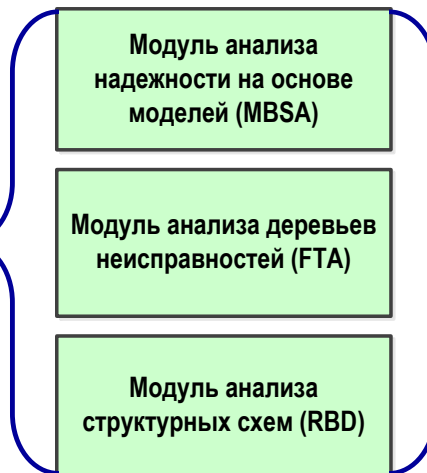 Модуль анализа
надежности на основе
моделей (MBSA)
Модуль анализа деревьев
неисправностей (FTA)
Модуль анализа
структурных схем (RBD)